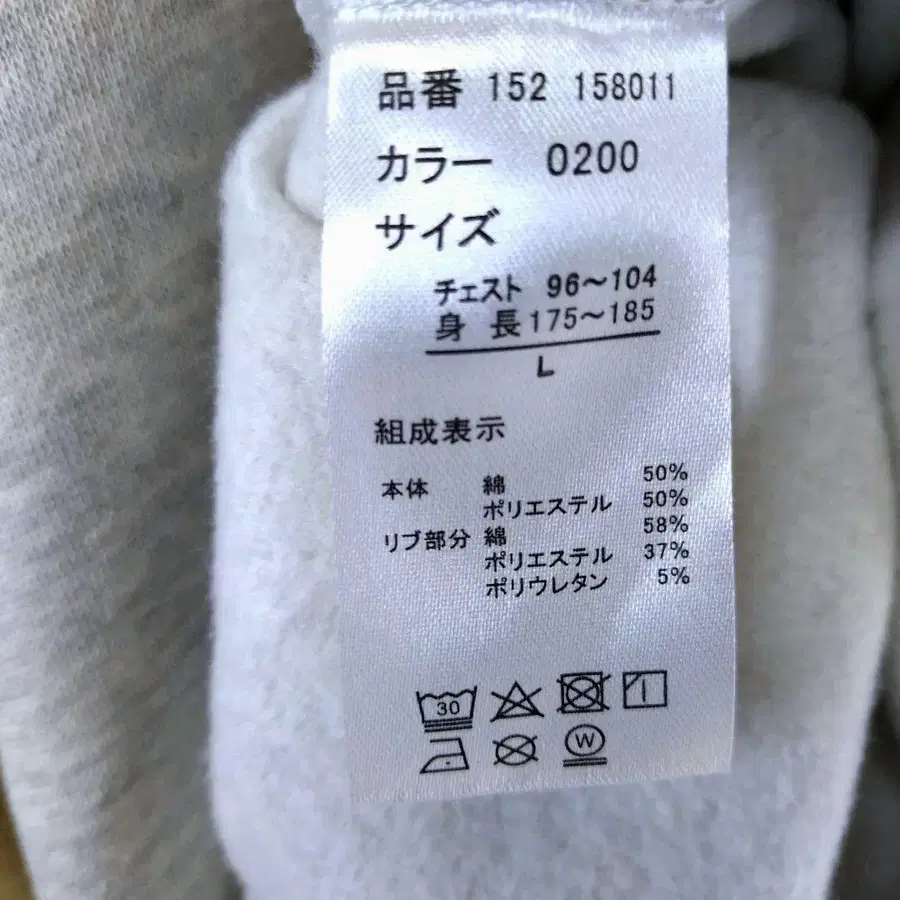 品番 152 158011
カラー 0200
サイズ
チェスト 96～104
身 長 175～185
L
組成表示
本体 綿 50%
ポリエステル 50%
リブ部分 綿 58%
ポリエステル 37%
ポリウレタン 5%
30
W